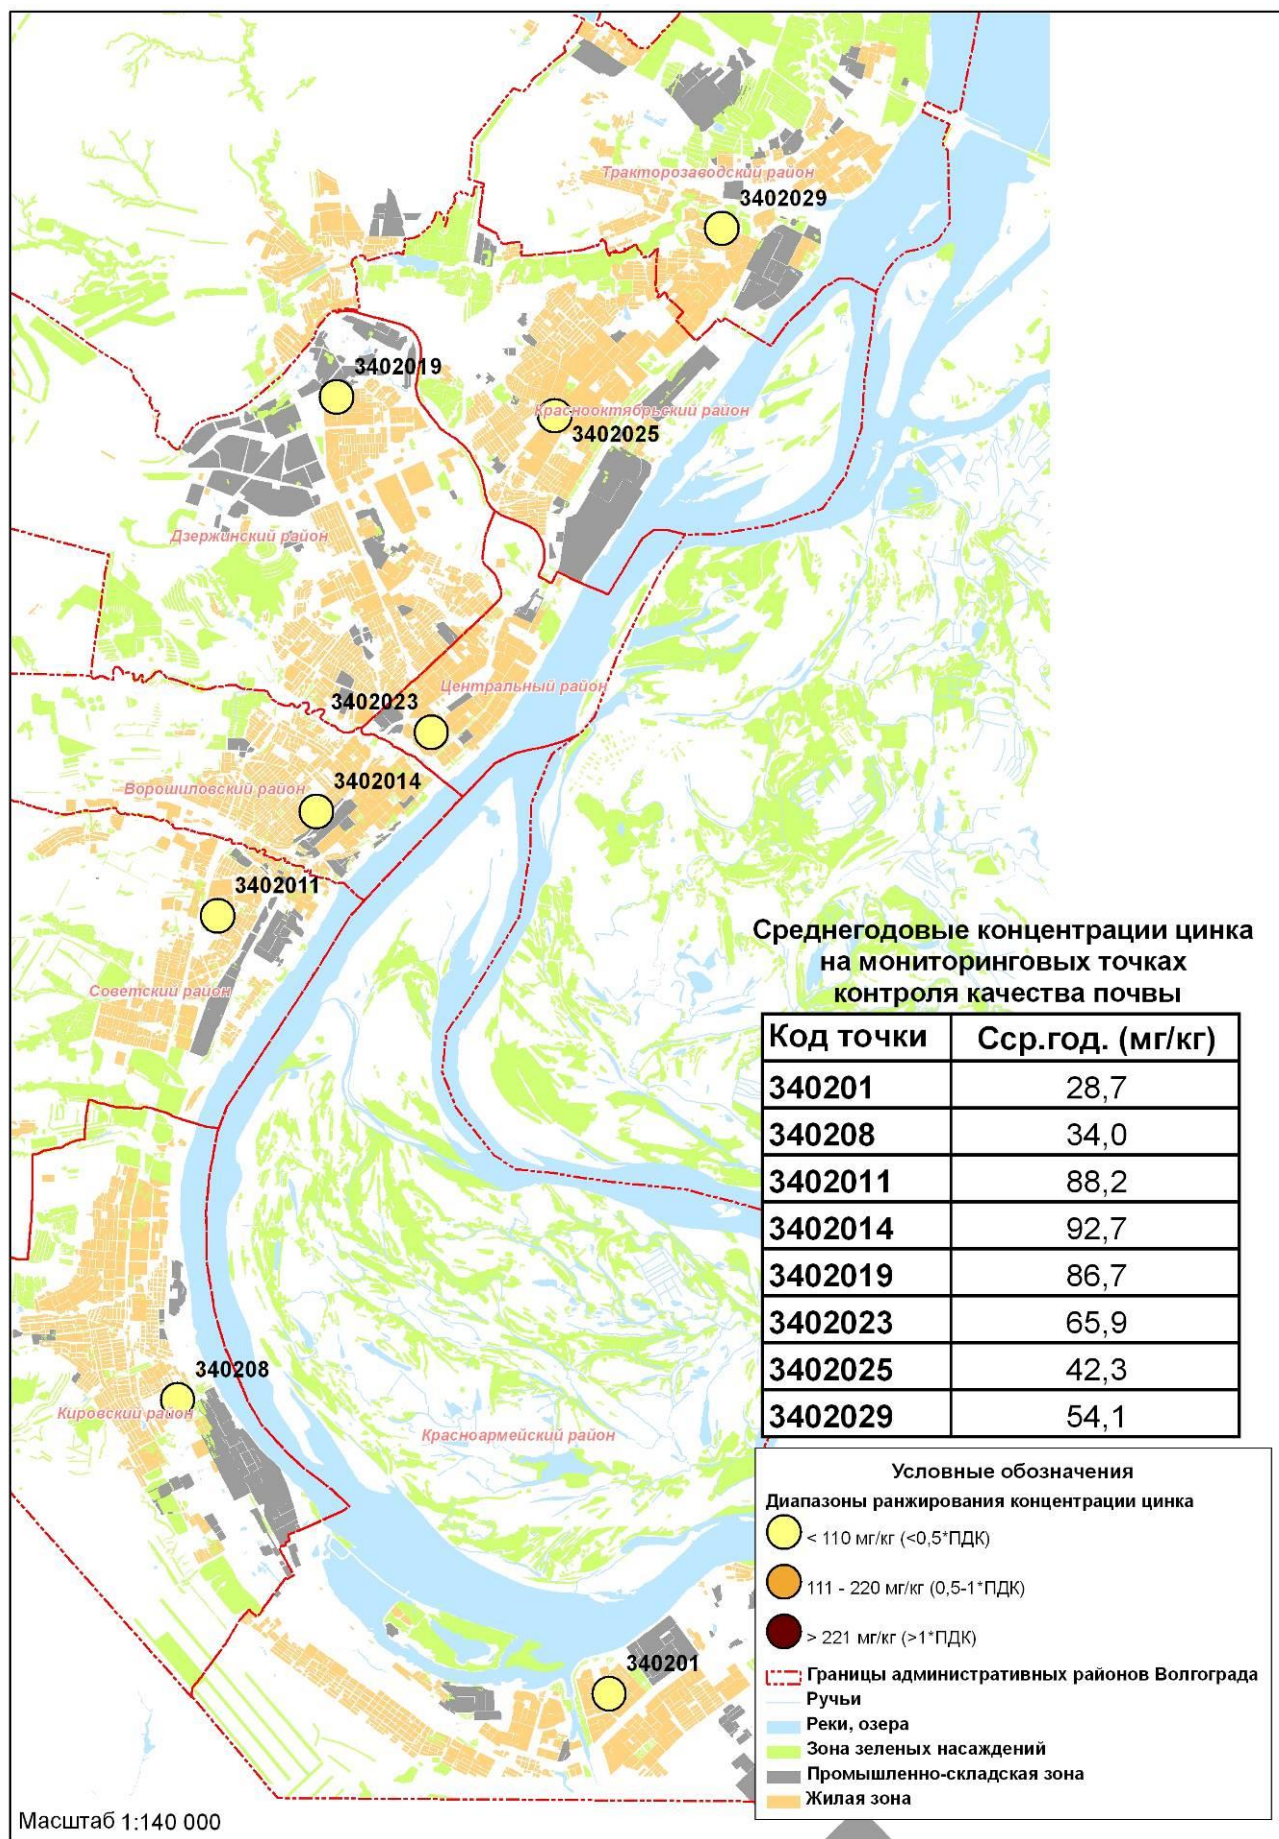 Тракторозаводский район
3402029
3402019
Краснооктябрьский район
3402025
Дзержинский район
Центральный район
3402023
Ворошиловский район
3402014
3402011
Советский район
Среднегодовые концентрации цинка
на мониторинговых точках
контроля качества почвы
Код точки Сср.год. (мг/кг)
340201 28,7
340208 34,0
3402011 88,2
3402014 92,7
3402019 86,7
3402023 65,9
3402025 42,3
3402029 54,1
340208
Кировский район
Красноармейский район
340201
Условные обозначения
Диапазоны ранжирования концентрации цинка
< 110 мг/кг (<0,5*ПДК)
111 - 220 мг/кг (0,5-1*ПДК)
> 221 мг/кг (>1*ПДК)
Границы административных районов Волгограда
Ручьи
Реки, озера
Зона зеленых насаждений
Промышленно-складская зона
Жилая зона
Масштаб 1:140 000